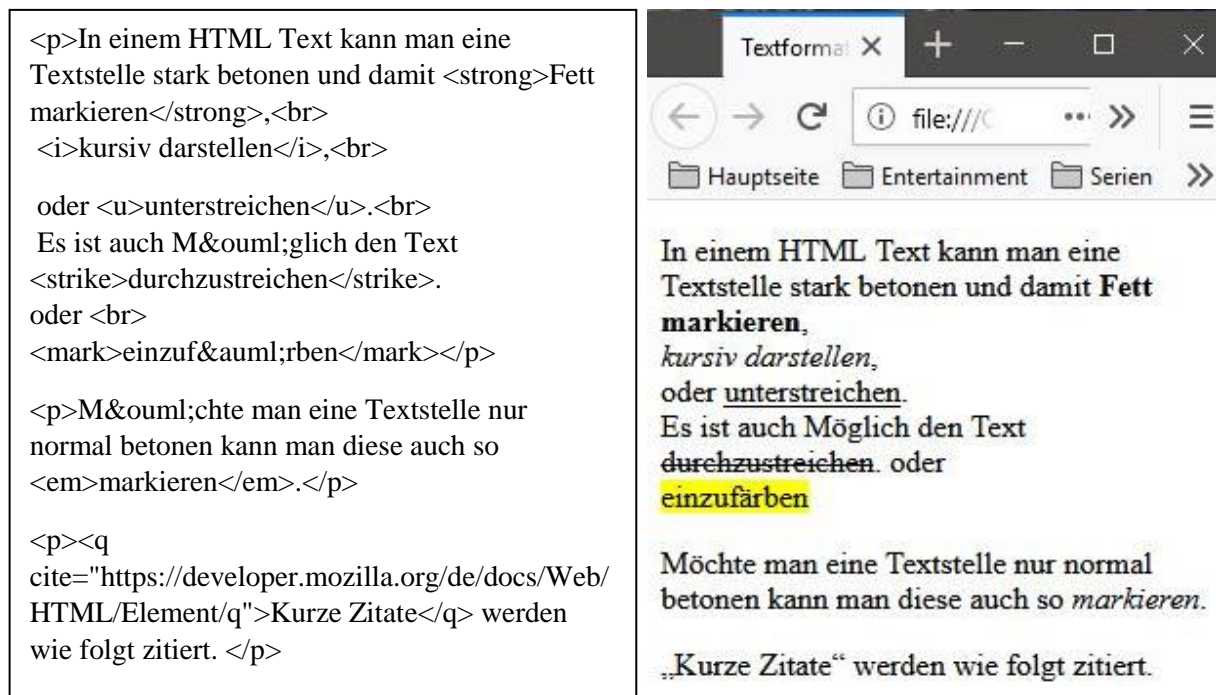 <p>In einem HTML Text kann man eine
Textstelle stark betonen und damit <strong>Fett
markieren</strong>,<br>
<i>kursiv darstellen</i>,<br>
oder <u>unterstreichen</u>.<br>
Es ist auch M&ouml;glich den Text
<strike>durchzustreichen</strike>.
oder <br>
<mark>einzuf&auml;rben</mark></p>
<p>M&ouml;chte man eine Textstelle nur
normal betonen kann man diese auch so
<em>markieren</em>.</p>
<p><q
cite="https://developer.mozilla.org/de/docs/Web/
HTML/Element/q">Kurze Zitate</q> werden
wie folgt zitiert. </p>
Textforma
file:///
Hauptseite Entertainment Serien
In einem HTML Text kann man eine
Textstelle stark betonen und damit Fett
markieren,
kursiv darstellen,
oder unterstreichen.
Es ist auch Möglich den Text
durchzustreichen. oder
einzufärben
Möchte man eine Textstelle nur normal
betonen kann man diese auch so markieren.
„Kurze Zitate“ werden wie folgt zitiert.